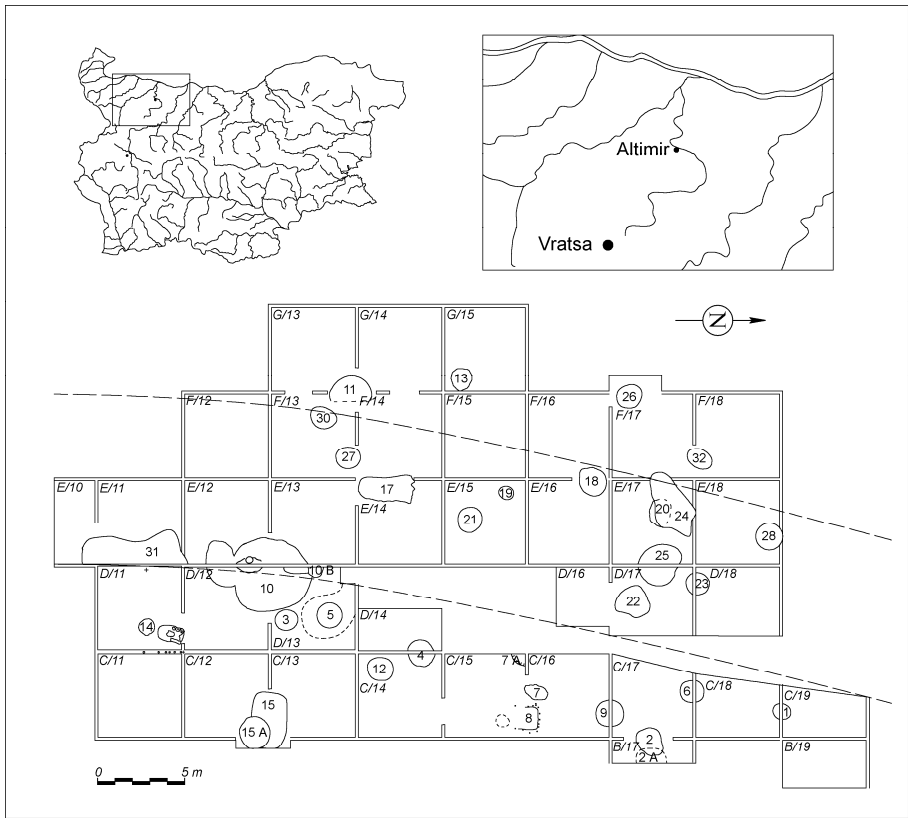 Altimir
Vratsa
N
G/13 G/14 G/15
13
11
F/12 F/13 F/14 F/15 F/16 F/17 F/18
26
30
27
32
E/10 E/11 E/12 E/13 E/14 E/15 E/16 E/17 E/18
17
18
19
21
20
24
28
31
10
10 B
25
D/11 D/12 D/13 D/14 D/16 D/17 D/18
23
22
5
3
14
4
C/11 C/12 C/13 C/14 C/15 C/16 C/17 C/18 C/19
12
7 A
7
6
1
15
15 A
8
9
2
2 A
B/17 B/19
0 5 m